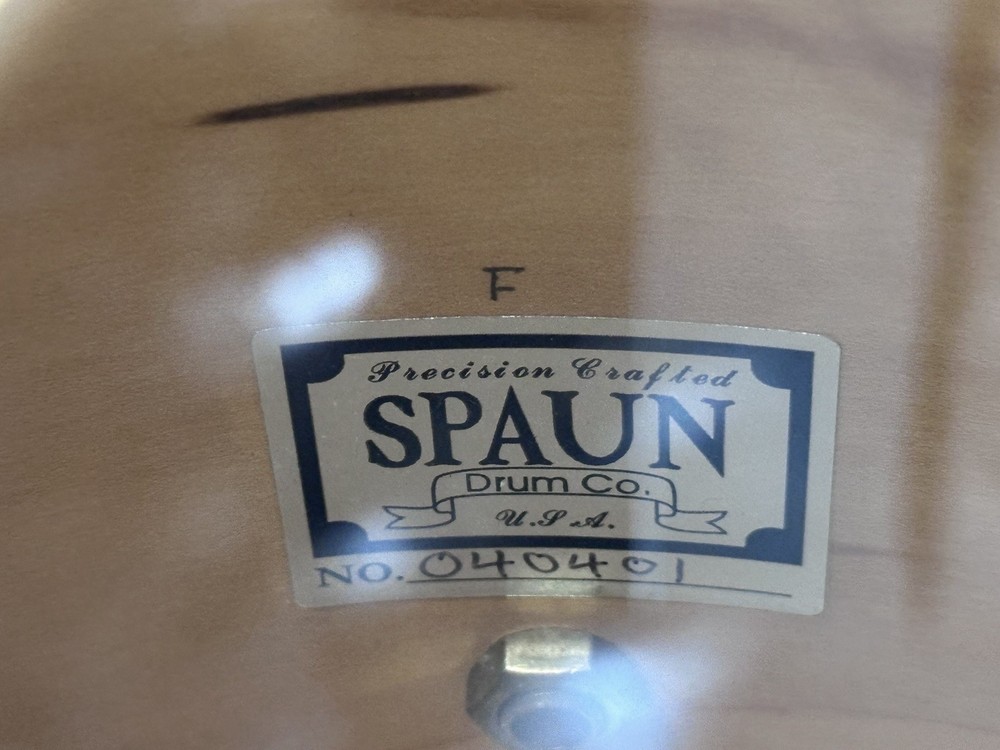 F
Precision Crafted
SPAUN
Drum Co.
U.S.A.
NO. 040401